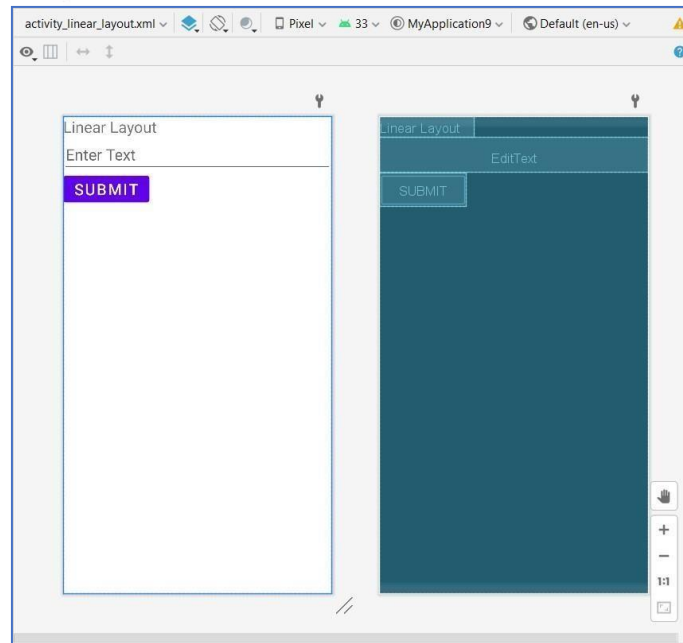 activity_linear_layout.xml Pixel 33 MyApplication9 Default (en-us)
Linear Layout
Enter Text
SUBMIT
Linear Layout
EditText
SUBMIT
1:1